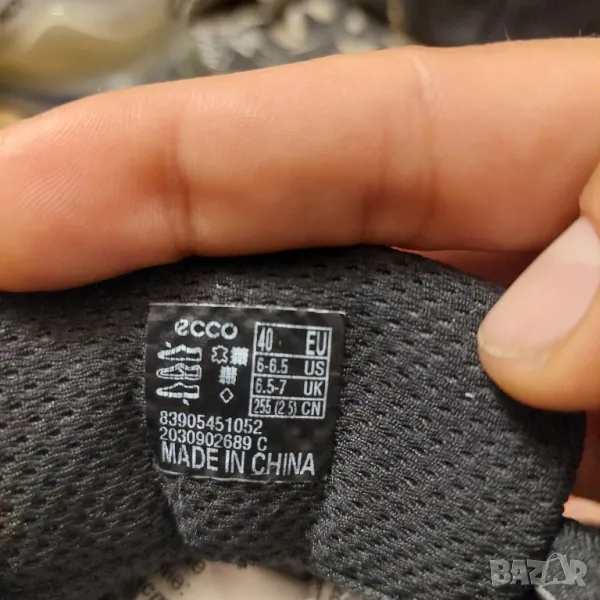 ecco
40 EU
6-6.5 US
6.5-7 UK
255 (2.5) CN
83905451052
2030902689 C
MADE IN CHINA
BAZAR